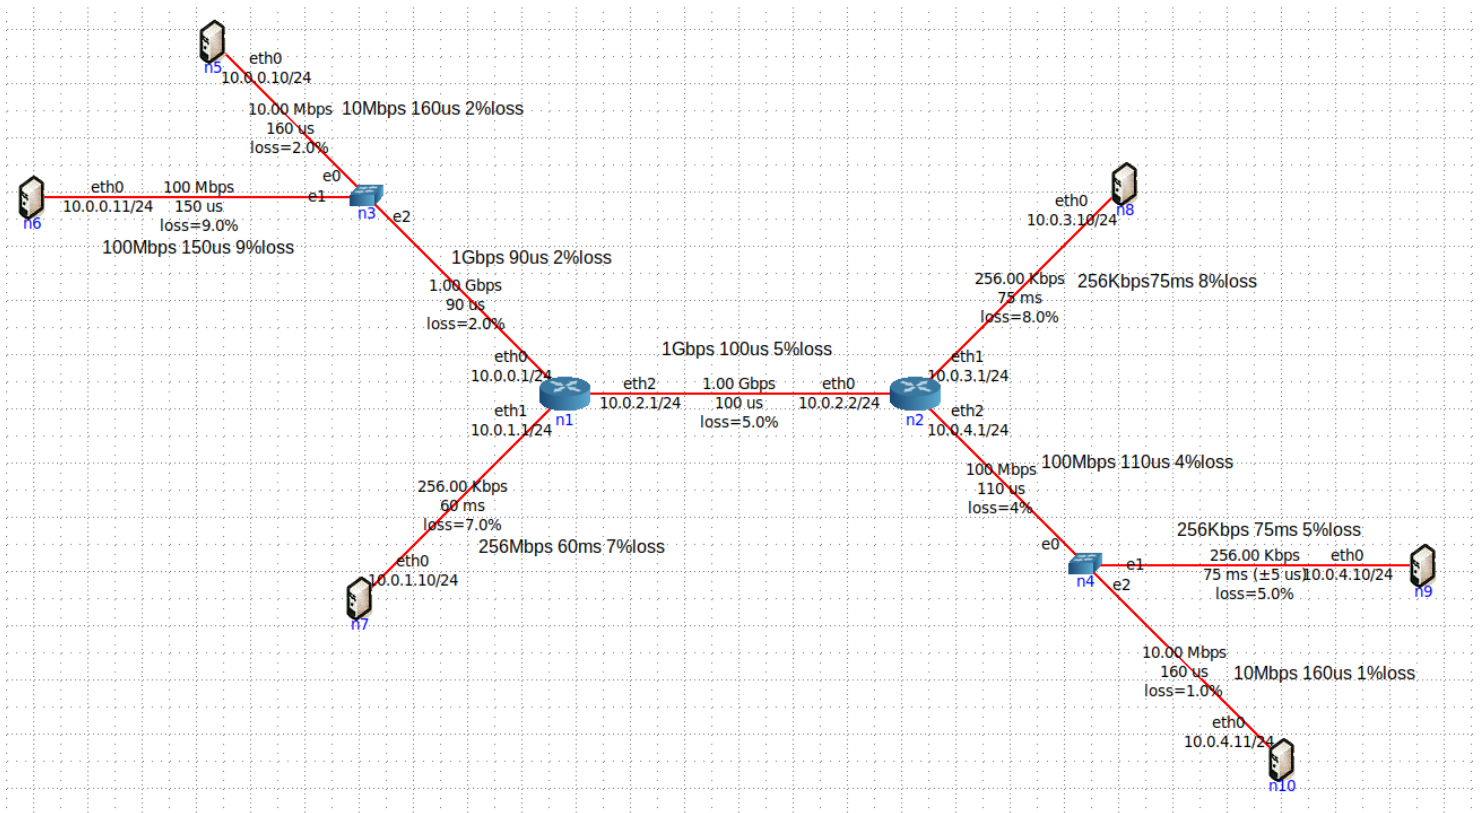 n5
eth0
10.0.0.10/24
10.00 Mbps
160 us
loss=2.0%
10Mbps 160us 2%loss
e0
n6
eth0
10.0.0.11/24
100 Mbps
150 us
loss=9.0%
100Mbps 150us 9%loss
e1
n3
e2
1Gbps 90us 2%loss
1.00 Gbps
90 us
loss=2.0%
eth0
10.0.0.1/24
eth1
10.0.1.1/24
n1
256.00 Kbps
60 ms
loss=7.0%
256Mbps 60ms 7%loss
eth0
10.0.1.10/24
n7
1Gbps 100us 5%loss
eth2
10.0.2.1/24
1.00 Gbps
100 us
loss=5.0%
eth0
10.0.2.2/24
n2
n8
eth0
10.0.3.10/24
256.00 Kbps
75 ms
loss=8.0%
256Kbps75ms 8%loss
eth1
10.0.3.1/24
eth2
10.0.4.1/24
100Mbps 110us 4%loss
100 Mbps
110 us
loss=4%
e0
n4
e1
e2
256Kbps 75ms 5%loss
256.00 Kbps
75 ms (±5 us)
loss=5.0%
eth0
10.0.4.10/24
n9
10.00 Mbps
160 us
loss=1.0%
10Mbps 160us 1%loss
eth0
10.0.4.11/24
n10